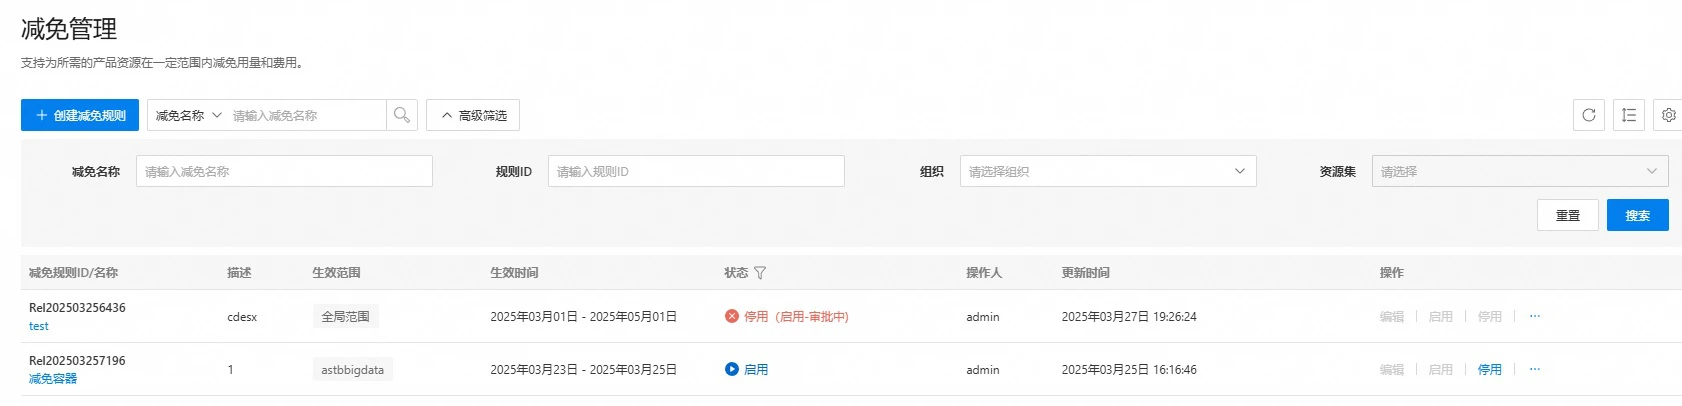 减免管理
支持为所需的产品资源在一定范围内减免用量和费用。
创建减免规则 减免名称 请输入减免名称 高级筛选
减免名称 请输入减免名称 规则ID 请输入规则ID 组织 请选择组织 资源集 请选择
重置 搜索
减免规则ID/名称 描述 生效范围 生效时间 状态 操作人 更新时间 操作
Rel202503256436
test cdesx 全局范围 2025年03月01日 - 2025年05月01日 停用（启用-审批中） admin 2025年03月27日 19:26:24 编辑 启用 停用 ...
Rel202503257196
减免容器 1 astbbigdata 2025年03月23日 - 2025年03月25日 启用 admin 2025年03月25日 16:16:46 编辑 启用 停用 ...